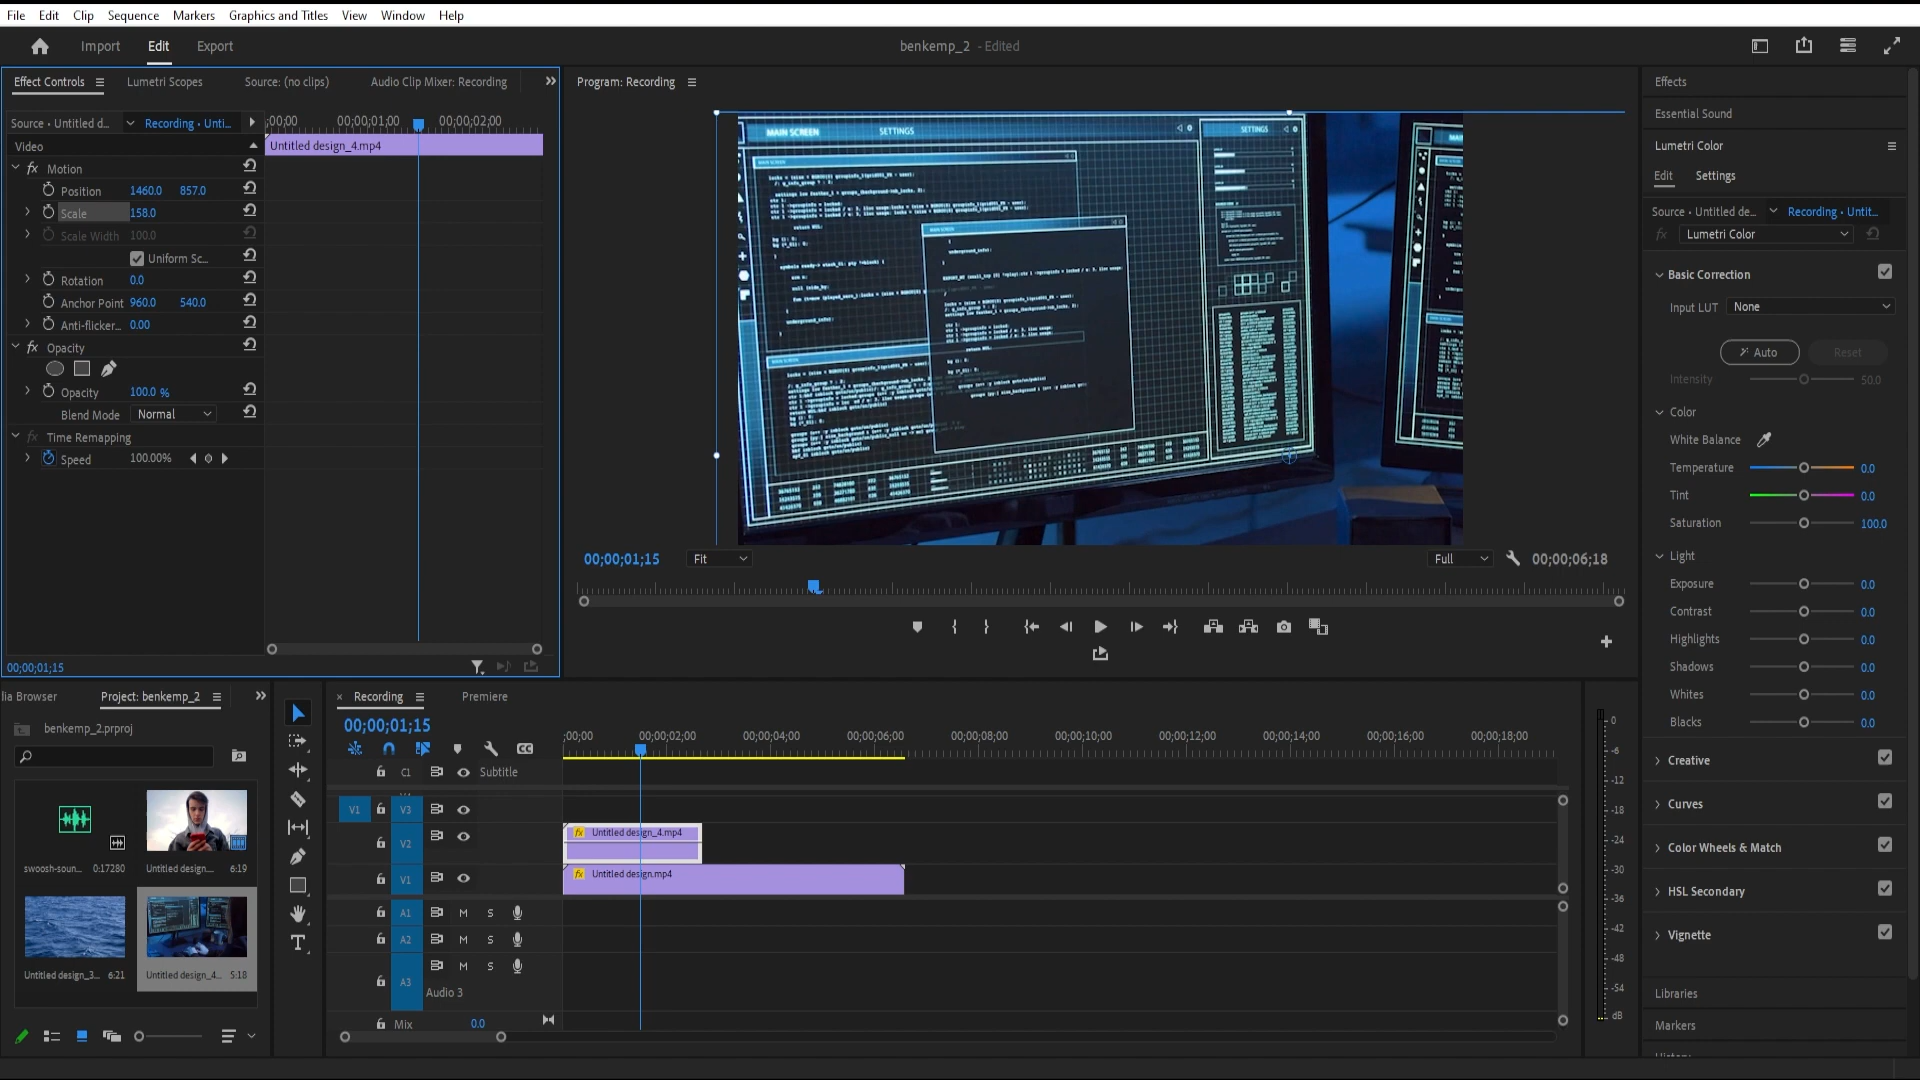 File Edit Clip Sequence Markers Graphics and Titles View Window Help
Import Edit Export
benkemp_2 - Edited
Effect Controls Lumetri Scopes Source: (no clips) Audio Clip Mixer: Recording
Source • Untitled d... Recording • Unti...
;00;00 00;00;01;00 00;00;02;00
Video
Untitled design_4.mp4
fx Motion
Position 1460.0 857.0
Scale 158.0
Scale Width 100.0
Uniform Sc...
Rotation 0.0
Anchor Point 960.0 540.0
Anti-flicker... 0.00
fx Opacity
Opacity 100.0 %
Blend Mode Normal
fx Time Remapping
Speed 100.00%
00;00;01;15
Program: Recording
MAIN SCREEN SETTINGS
SETTINGS
00;00;01;15 Fit Full 00;00;06;18
Effects
Essential Sound
Lumetri Color
Edit Settings
Source • Untitled de... Recording • Untit...
fx Lumetri Color
Basic Correction
Input LUT None
Auto Reset
Intensity 50.0
Color
White Balance
Temperature 0.0
Tint 0.0
Saturation 100.0
Light
Exposure 0.0
Contrast 0.0
Highlights 0.0
Shadows 0.0
Whites 0.0
Blacks 0.0
Creative
Curves
Color Wheels & Match
HSL Secondary
Vignette
Libraries
Markers
lia Browser Project: benkemp_2
benkemp_2.prproj
swoosh-soun... 0:17280
Untitled design.... 6:19
Untitled design_3... 6:21
Untitled design_4... 5:18
Recording Premiere
00;00;01;15
:00;00 00;00;02;00 00;00;04;00 00;00;06;00 00;00;08;00 00;00;10;00 00;00;12;00 00;00;14;00 00;00;16;00 00;00;18;00
C1 Subtitle
V1 V3
V2
fx Untitled design_4.mp4
V1
fx Untitled design.mp4
A1 M S
A2 M S
A3 M S
Audio 3
Mix 0.0
0
-6
-12
-18
-24
-30
-36
-42
-48
-54
dB